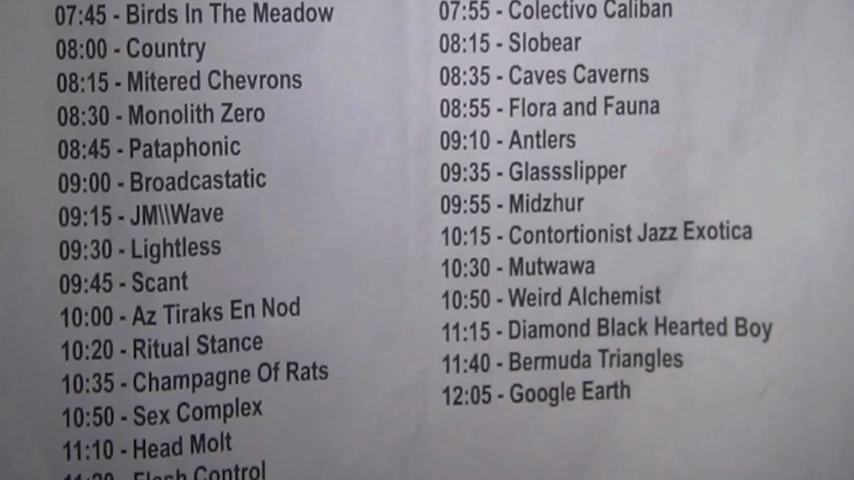 07:45 - Birds In The Meadow
08:00 - Country
08:15 - Mitered Chevrons
08:30 - Monolith Zero
08:45 - Pataphonic
09:00 - Broadcastatic
09:15 - JM\\Wave
09:30 - Lightless
09:45 - Scant
10:00 - Az Tiraks En Nod
10:20 - Ritual Stance
10:35 - Champagne Of Rats
10:50 - Sex Complex
11:10 - Head Molt
Control
07:55 - Colectivo Caliban
08:15 - Slobear
08:35 - Caves Caverns
08:55 - Flora and Fauna
09:10 - Antlers
09:35 - Glassslipper
09:55 - Midzhur
10:15 - Contortionist Jazz Exotica
10:30 - Mutwawa
10:50 - Weird Alchemist
11:15 - Diamond Black Hearted Boy
11:40 - Bermuda Triangles
12:05 - Google Earth